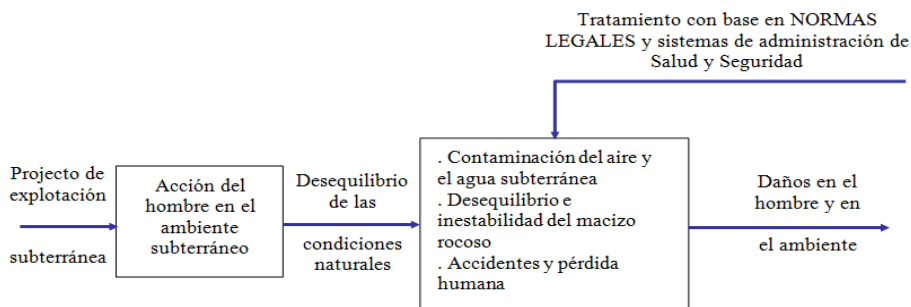 Tratamiento con base en NORMAS
LEGALES y sistemas de administración de
Salud y Seguridad
Projecto de
explotación
subterránea
Acción del
hombre en el
ambiente
subterráneo
Desequilibrio
de las
condiciones
naturales
. Contaminación del aire y
el agua subterránea
. Desequilibrio e
inestabilidad del macizo
rocoso
. Accidentes y pérdida
humana
Daños en el
hombre y en
el ambiente